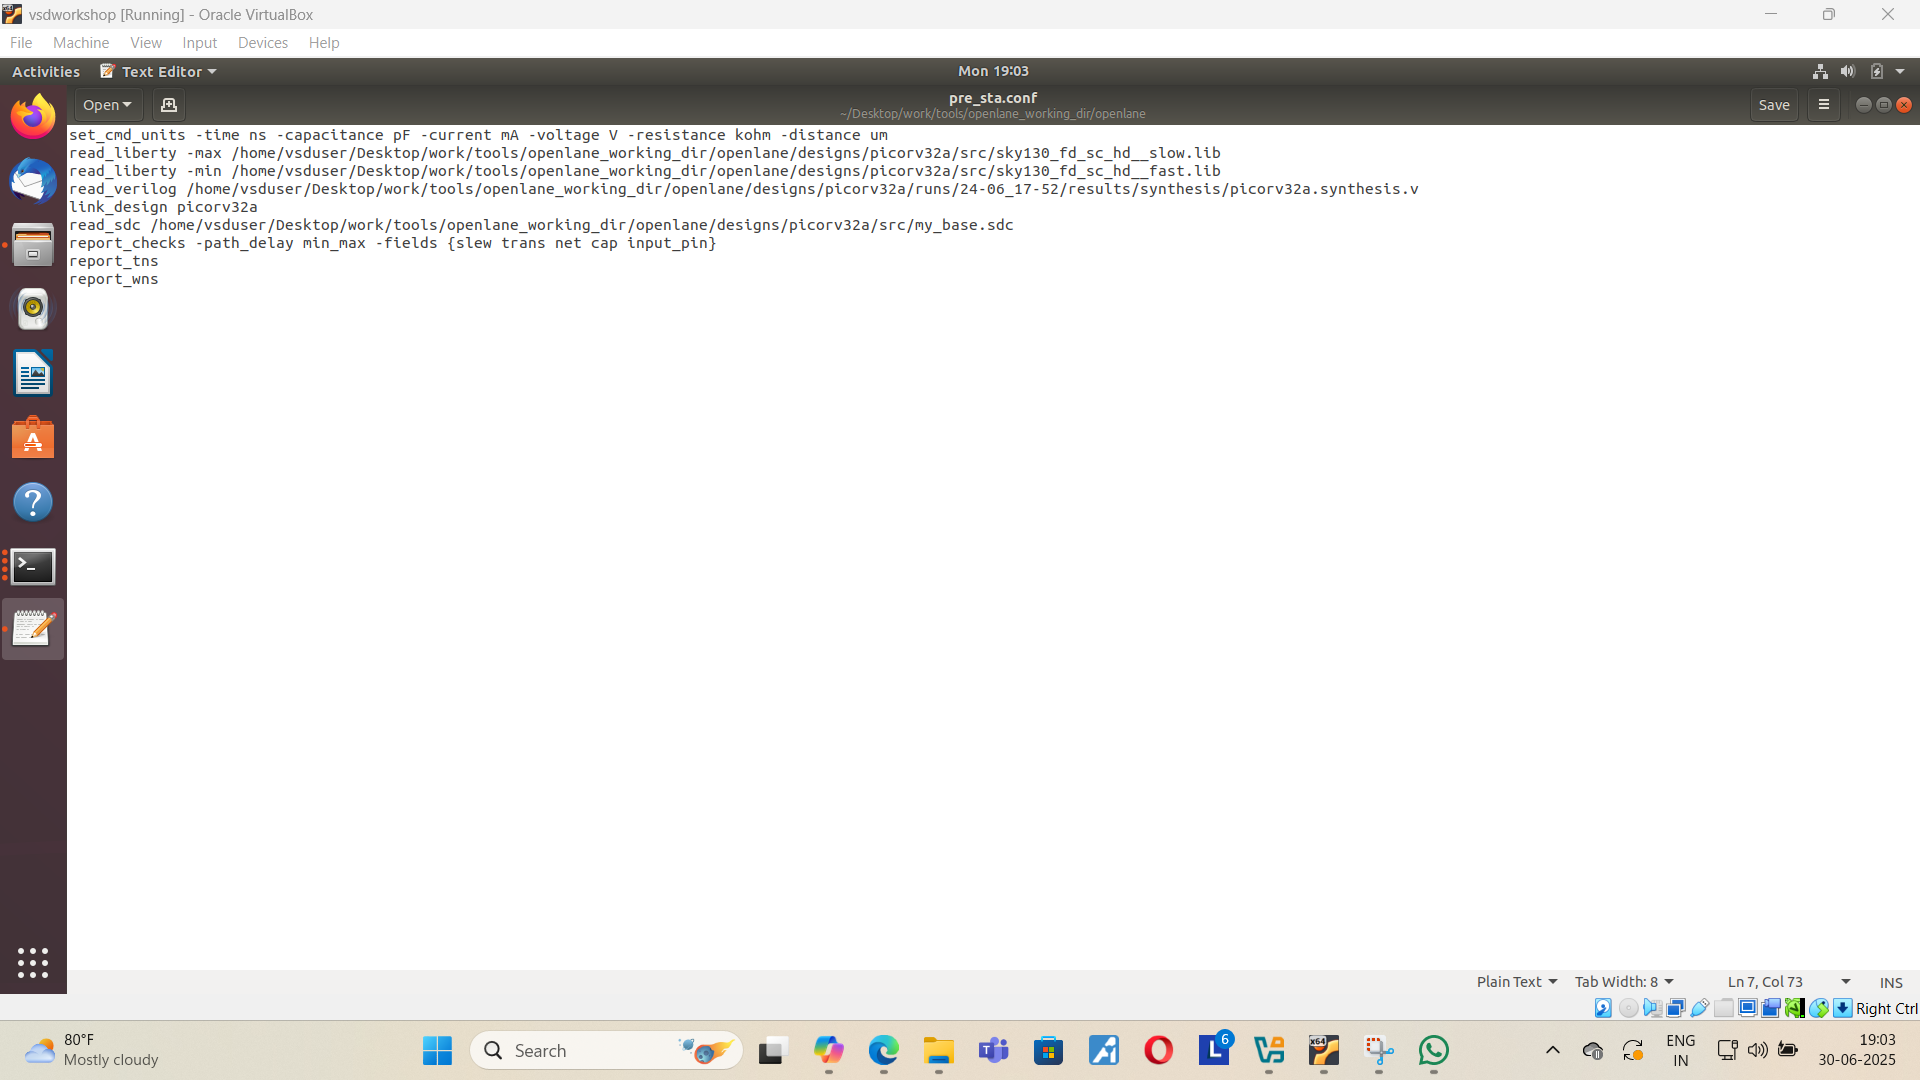 vsdworkshop [Running] - Oracle VirtualBox
File Machine View Input Devices Help
Activities Text Editor Mon 19:03
Open pre_sta.conf Save
~/Desktop/work/tools/openlane_working_dir/openlane
set_cmd_units -time ns -capacitance pF -current mA -voltage V -resistance kohm -distance um
read_liberty -max /home/vsduser/Desktop/work/tools/openlane_working_dir/openlane/designs/picorv32a/src/sky130_fd_sc_hd__slow.lib
read_liberty -min /home/vsduser/Desktop/work/tools/openlane_working_dir/openlane/designs/picorv32a/src/sky130_fd_sc_hd__fast.lib
read_verilog /home/vsduser/Desktop/work/tools/openlane_working_dir/openlane/designs/picorv32a/runs/24-06_17-52/results/synthesis/picorv32a.synthesis.v
link_design picorv32a
read_sdc /home/vsduser/Desktop/work/tools/openlane_working_dir/openlane/designs/picorv32a/src/my_base.sdc
report_checks -path_delay min_max -fields {slew trans net cap input_pin}
report_tns
report_wns
Plain Text Tab Width: 8 Ln 7, Col 73 INS
Right Ctrl
80°F
Mostly cloudy
Search
6
x64
ENG
IN
19:03
30-06-2025